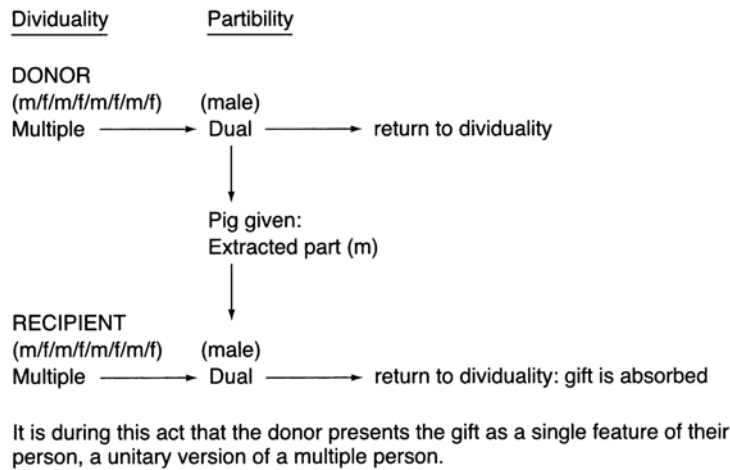 Dividuality Partibility
DONOR
(m/f/m/f/m/f/m/f) (male)
Multiple Dual return to dividuality
Pig given:
Extracted part (m)
RECIPIENT
(m/f/m/f/m/f/m/f) (male)
Multiple Dual return to dividuality: gift is absorbed
It is during this act that the donor presents the gift as a single feature of their
person, a unitary version of a multiple person.